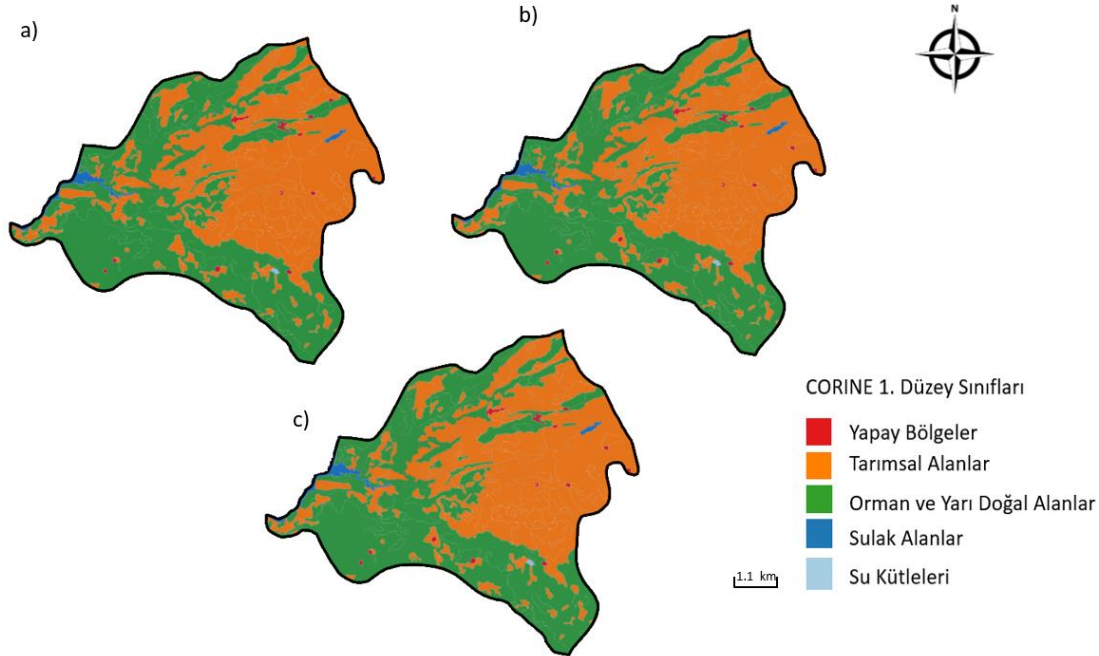 a)
b)
N
c)
CORINE 1. Düzey Sınıfları
Yapay Bölgeler
Tarımsal Alanlar
Orman ve Yarı Doğal Alanlar
Sulak Alanlar
Su Kütleleri
1.1 km